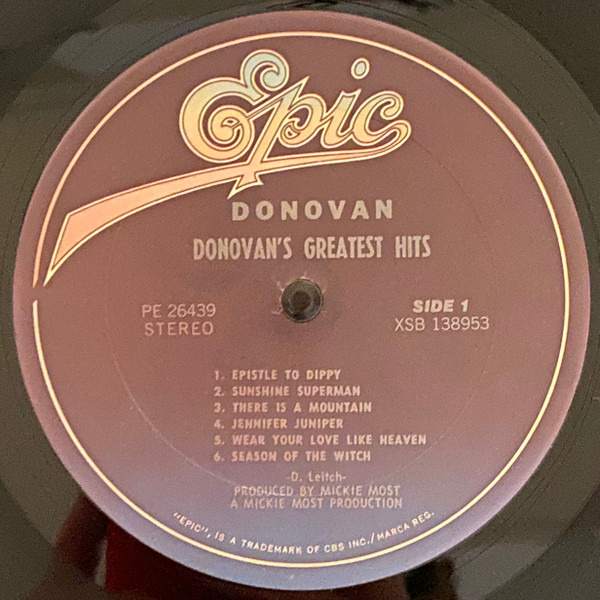 Epic
DONOVAN
DONOVAN'S GREATEST HITS
PE 26439
STEREO
SIDE 1
XSB 138953
1. EPISTLE TO DIPPY
2. SUNSHINE SUPERMAN
3. THERE IS A MOUNTAIN
4. JENNIFER JUNIPER
5. WEAR YOUR LOVE LIKE HEAVEN
6. SEASON OF THE WITCH
-D. Leitch-
PRODUCED BY MICKIE MOST
A MICKIE MOST PRODUCTION
"EPIC", IS A TRADEMARK OF CBS INC./MARCA REG.